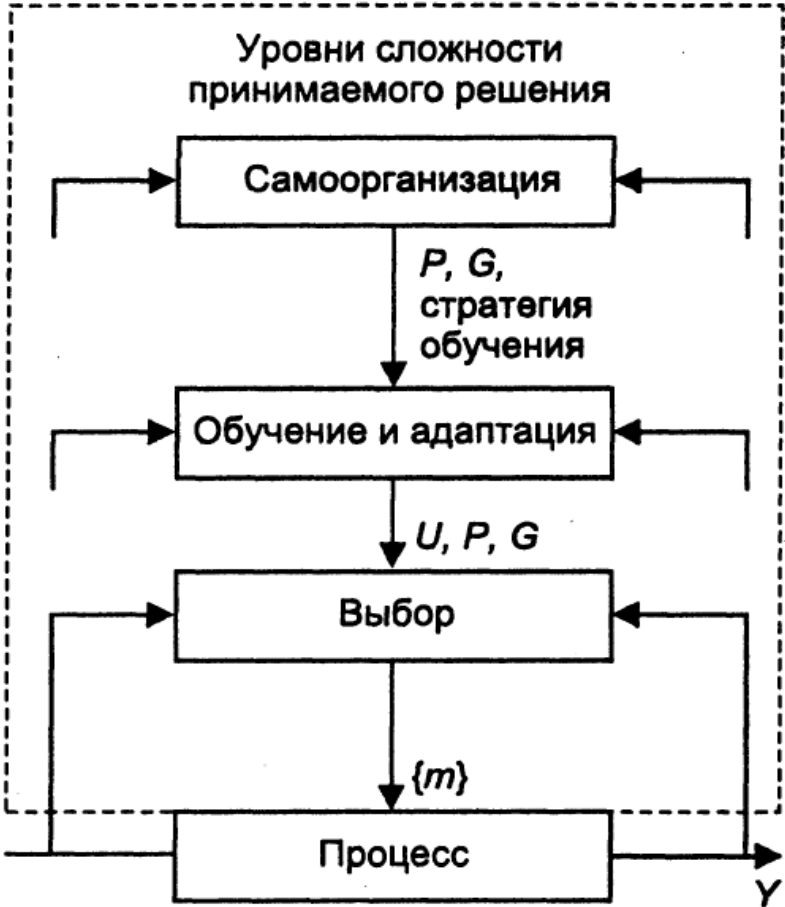 Уровни сложности
принимаемого решения
Самоорганизация
P, G,
стратегия
обучения
Обучение и адаптация
U, P, G
Выбор
{m}
Процесс
Y